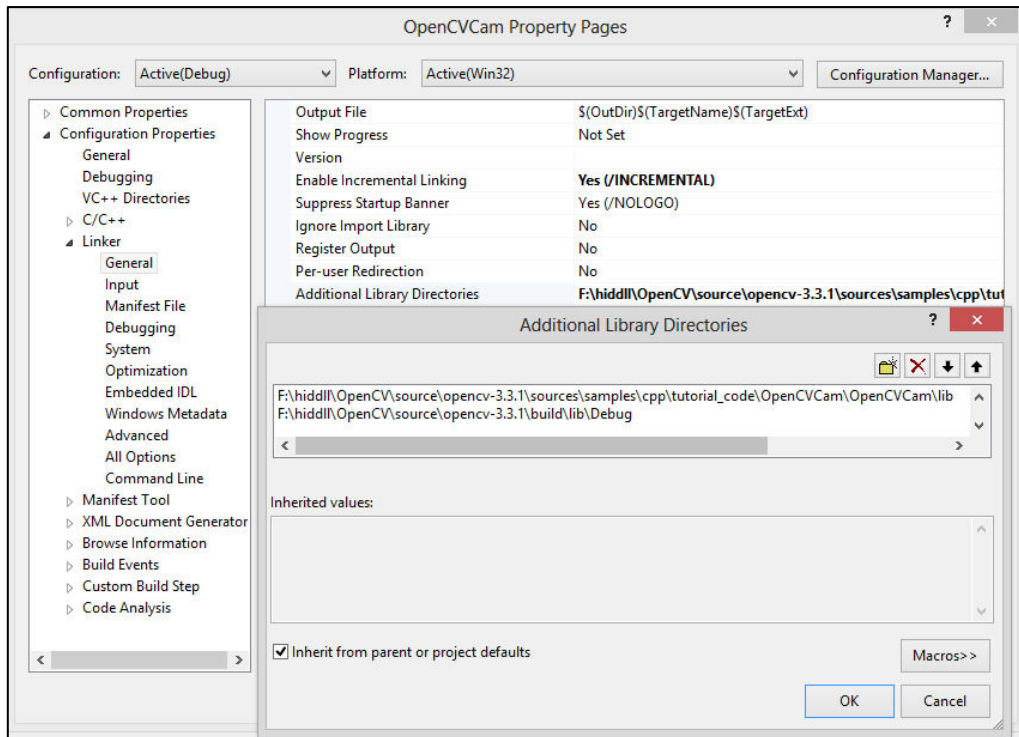 OpenCVCam Property Pages
? ×
Configuration: Active(Debug) Platform: Active(Win32) Configuration Manager...
Common Properties
Configuration Properties
General
Debugging
VC++ Directories
C/C++
Linker
General
Input
Manifest File
Debugging
System
Optimization
Embedded IDL
Windows Metadata
Advanced
All Options
Command Line
Manifest Tool
XML Document Generator
Browse Information
Build Events
Custom Build Step
Code Analysis
Output File $(OutDir)$(TargetName)$(TargetExt)
Show Progress Not Set
Version
Enable Incremental Linking Yes (/INCREMENTAL)
Suppress Startup Banner Yes (/NOLOGO)
Ignore Import Library No
Register Output No
Per-user Redirection No
Additional Library Directories F:\hiddll\OpenCV\source\opencv-3.3.1\sources\samples\cpp\tut
Additional Library Directories
? ×
F:\hiddll\OpenCV\source\opencv-3.3.1\sources\samples\cpp\tutorial_code\OpenCVCam\OpenCVCam\lib
F:\hiddll\OpenCV\source\opencv-3.3.1\build\lib\Debug
Inherited values:
Inherit from parent or project defaults
Macros>>
OK Cancel